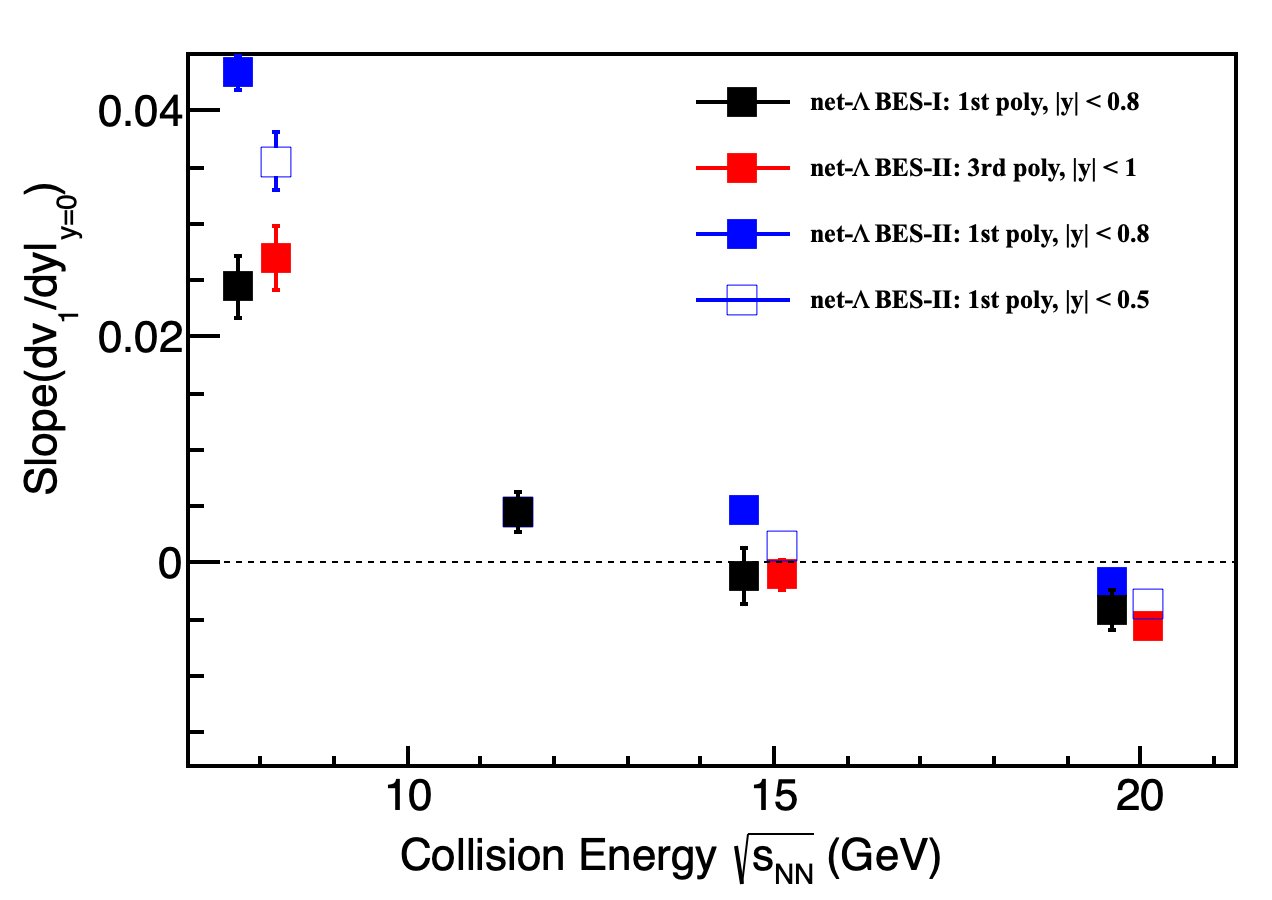 net-Λ BES-I: 1st poly, |y| < 0.8
net-Λ BES-II: 3rd poly, |y| < 1
net-Λ BES-II: 1st poly, |y| < 0.8
net-Λ BES-II: 1st poly, |y| < 0.5
Slope(dv1/dy|y=0)
0.04
0.02
0
10 15 20
Collision Energy √sNN (GeV)